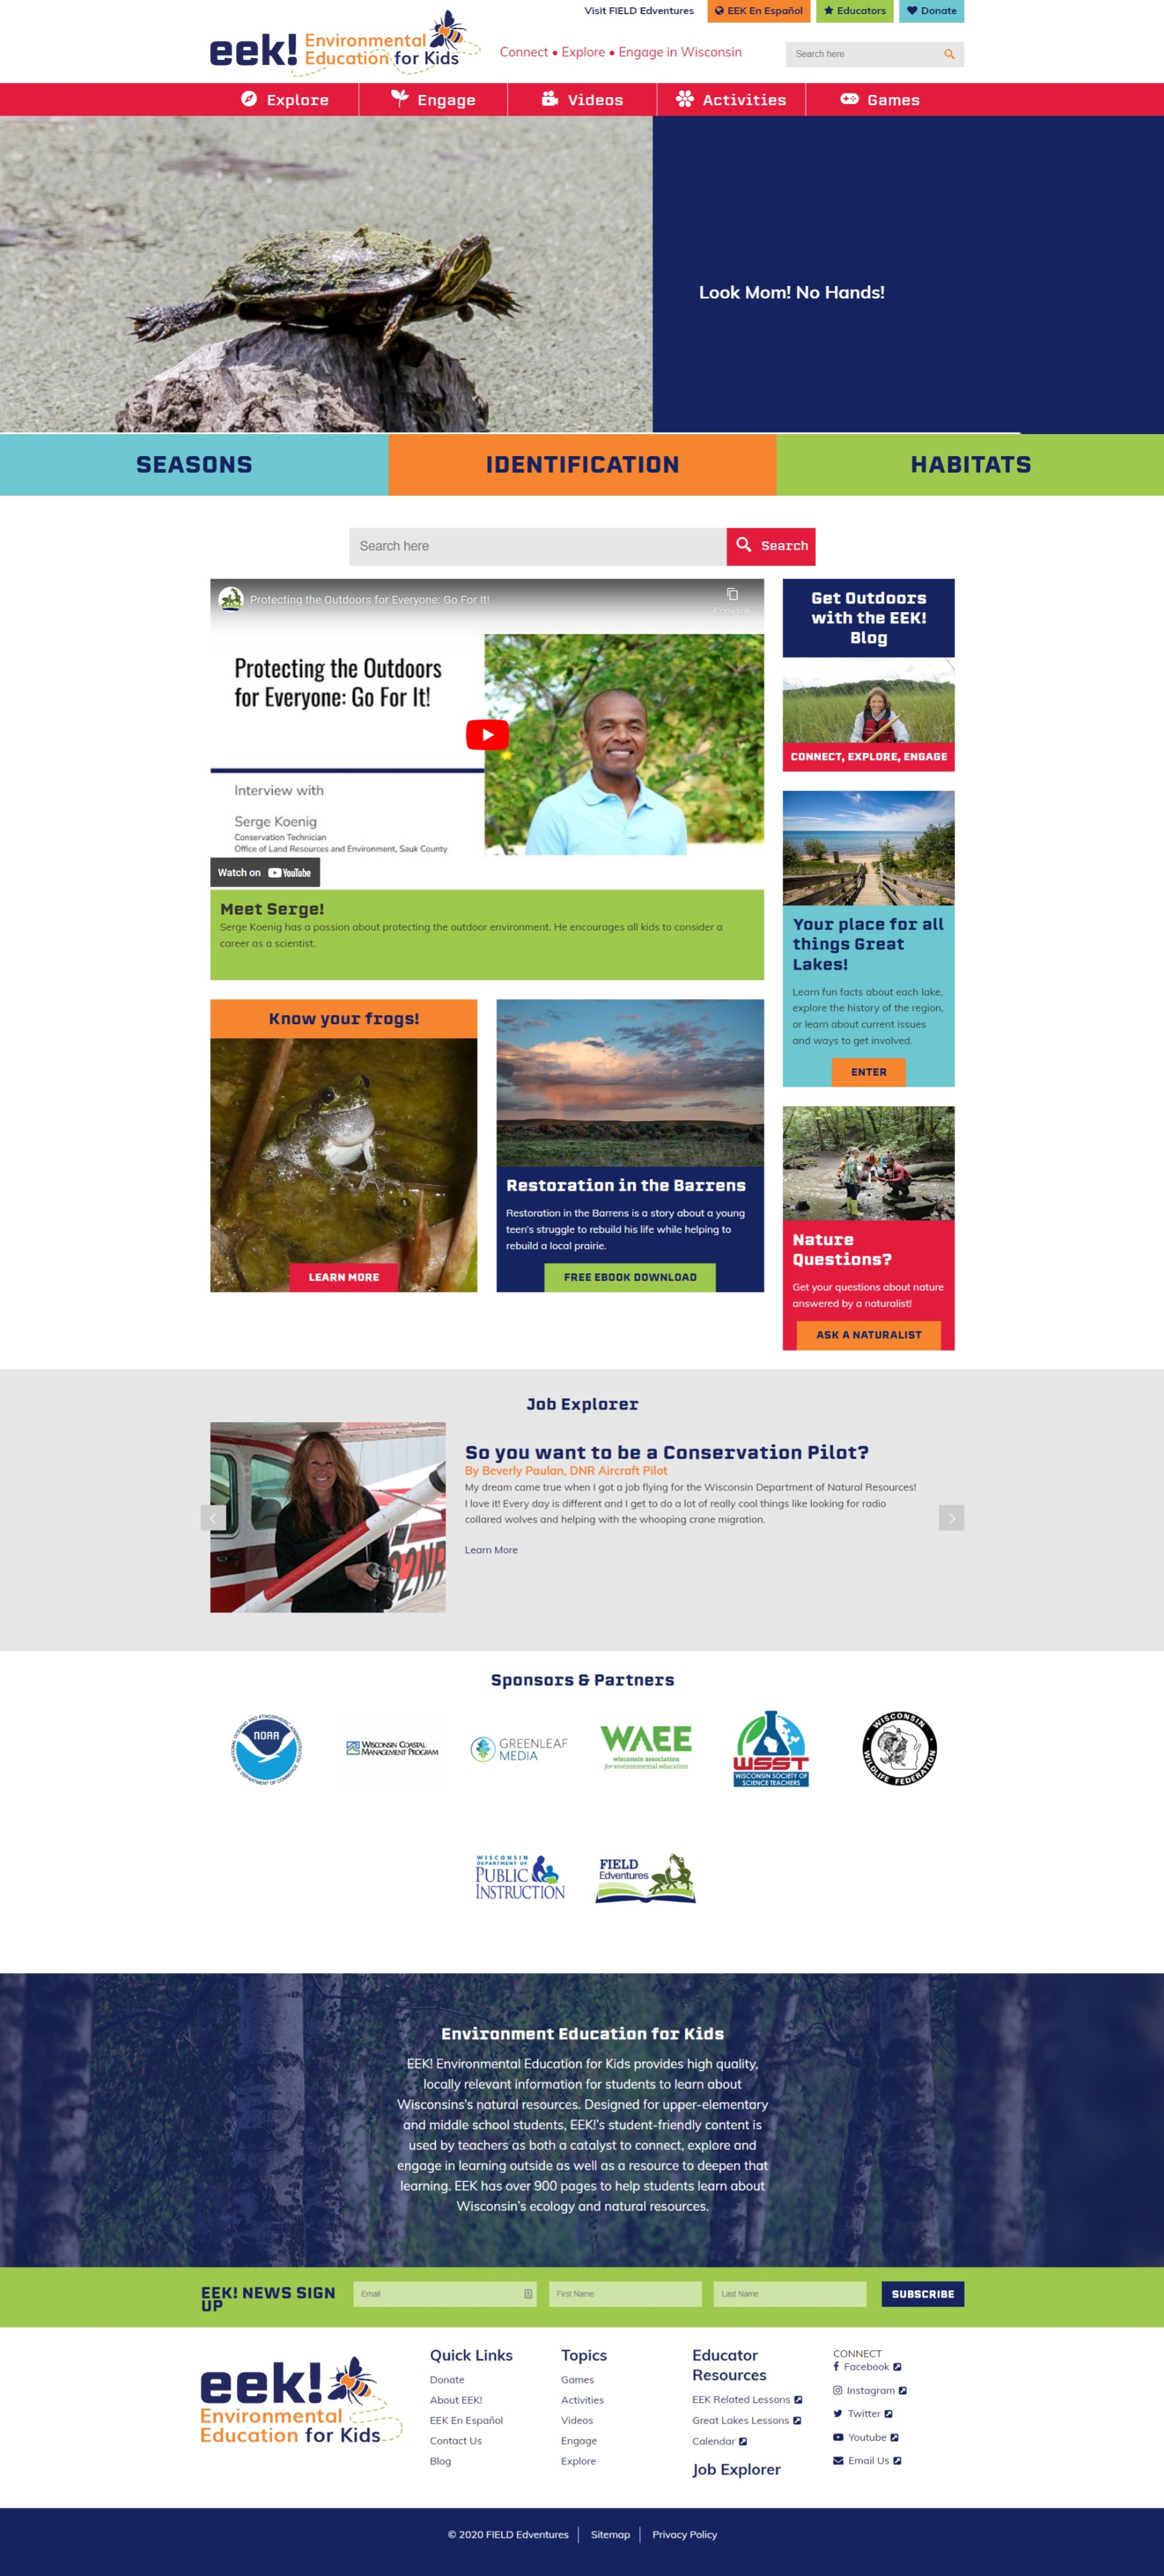 Visit FIELD Edventures
EEK En Español
Educators
Donate
eek! Environmental
Education for Kids
Connect • Explore • Engage in Wisconsin
Search here
Explore
Engage
Videos
Activities
Games
Look Mom! No Hands!
SEASONS
IDENTIFICATION
HABITATS
Search here
Search
Protecting the Outdoors for Everyone: Go For It!
Copy link
Protecting the Outdoors
for Everyone: Go For It!
Interview with
Serge Koenig
Conservation Technician
Office of Land Resources and Environment, Sauk County
Watch on YouTube
Meet Serge!
Serge Koenig has a passion about protecting the outdoor environment. He encourages all kids to consider a
career as a scientist.
Know your frogs!
LEARN MORE
Restoration in the Barrens
Restoration in the Barrens is a story about a young
teen's struggle to rebuild his life while helping to
rebuild a local prairie.
FREE EBOOK DOWNLOAD
Get Outdoors
with the EEK!
Blog
CONNECT, EXPLORE, ENGAGE
Your place for all
things Great
Lakes!
Learn fun facts about each lake,
explore the history of the region,
or learn about current issues
and ways to get involved.
ENTER
Nature
Questions?
Get your questions about nature
answered by a naturalist!
ASK A NATURALIST
Job Explorer
So you want to be a Conservation Pilot?
By Beverly Paulan, DNR Aircraft Pilot
My dream came true when I got a job flying for the Wisconsin Department of Natural Resources!
I love it! Every day is different and I get to do a lot of really cool things like looking for radio
collared wolves and helping with the whooping crane migration.
Learn More
2NR
Sponsors & Partners
NATIONAL OCEANIC AND ATMOSPHERIC ADMINISTRATION
NOAA
U.S. DEPARTMENT OF COMMERCE
WISCONSIN COASTAL
MANAGEMENT PROGRAM
GREENLEAF
MEDIA
WAEE
wisconsin association
for environmental education
WSST
WISCONSIN SOCIETY OF
SCIENCE TEACHERS
WISCONSIN
WILDLIFE FEDERATION
WISCONSIN
DEPARTMENT OF
PUBLIC
INSTRUCTION
FIELD
Edventures
Environment Education for Kids
EEK! Environmental Education for Kids provides high quality,
locally relevant information for students to learn about
Wisconsins's natural resources. Designed for upper-elementary
and middle school students, EEK!'s student-friendly content is
used by teachers as both a catalyst to connect, explore and
engage in learning outside as well as a resource to deepen that
learning. EEK has over 900 pages to help students learn about
Wisconsin's ecology and natural resources.
EEK! NEWS SIGN
UP
Email
First Name
Last Name
SUBSCRIBE
eek!
Environmental
Education for Kids
Quick Links
Donate
About EEK!
EEK En Español
Contact Us
Blog
Topics
Games
Activities
Videos
Engage
Explore
Educator
Resources
EEK Related Lessons
Great Lakes Lessons
Calendar
Job Explorer
CONNECT
Facebook
Instagram
Twitter
Youtube
Email Us
© 2020 FIELD Edventures
Sitemap
Privacy Policy